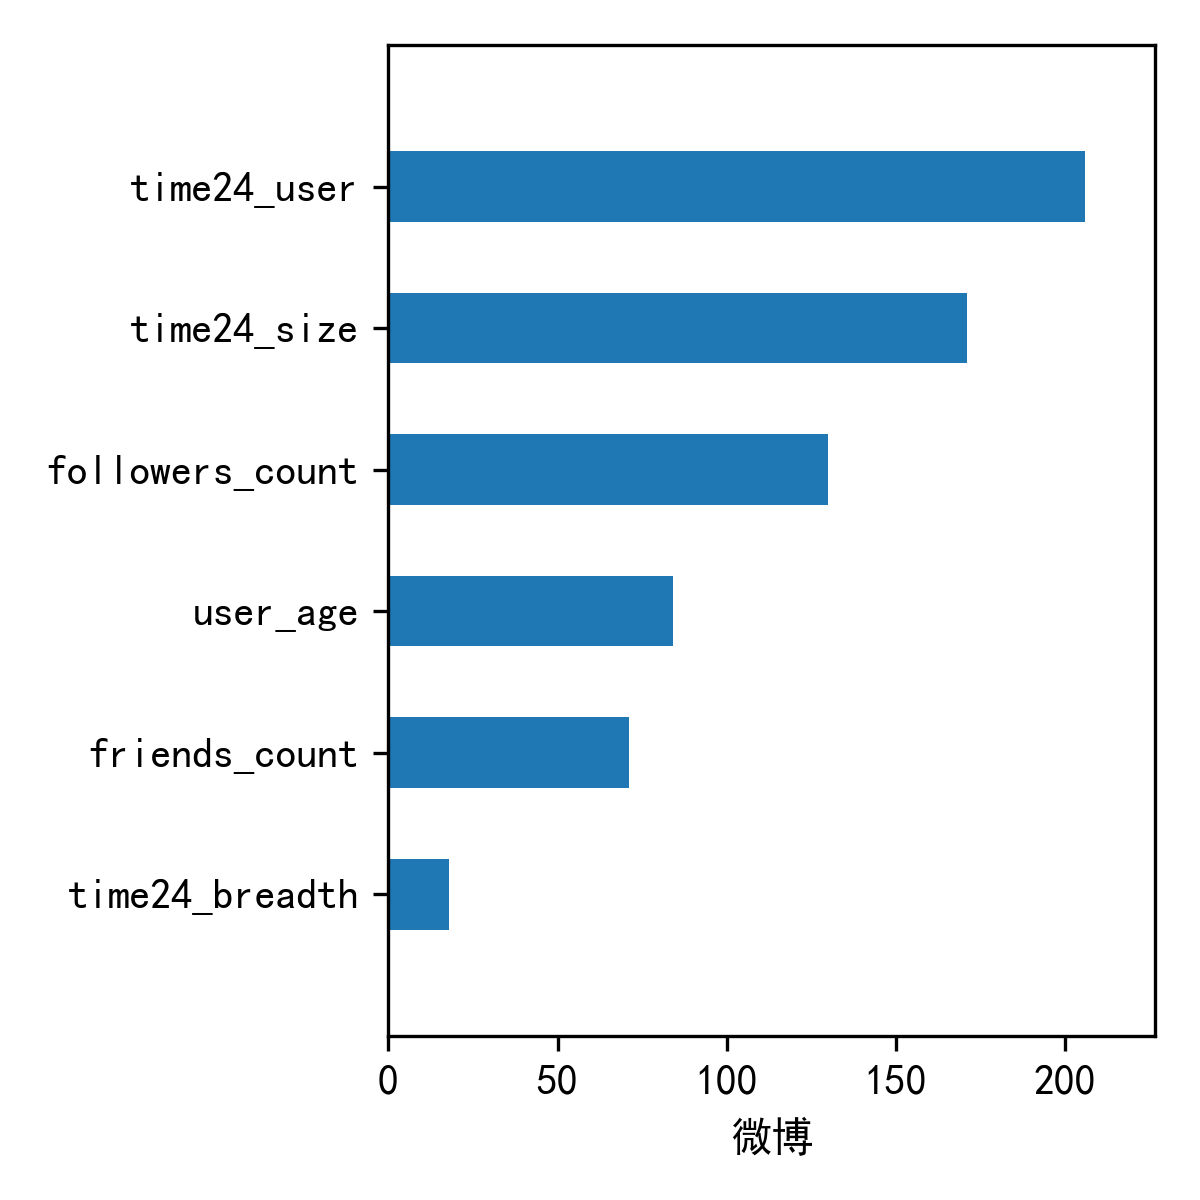 time24_user
time24_size
followers_count
user_age
friends_count
time24_breadth
0 50 100 150 200
微博